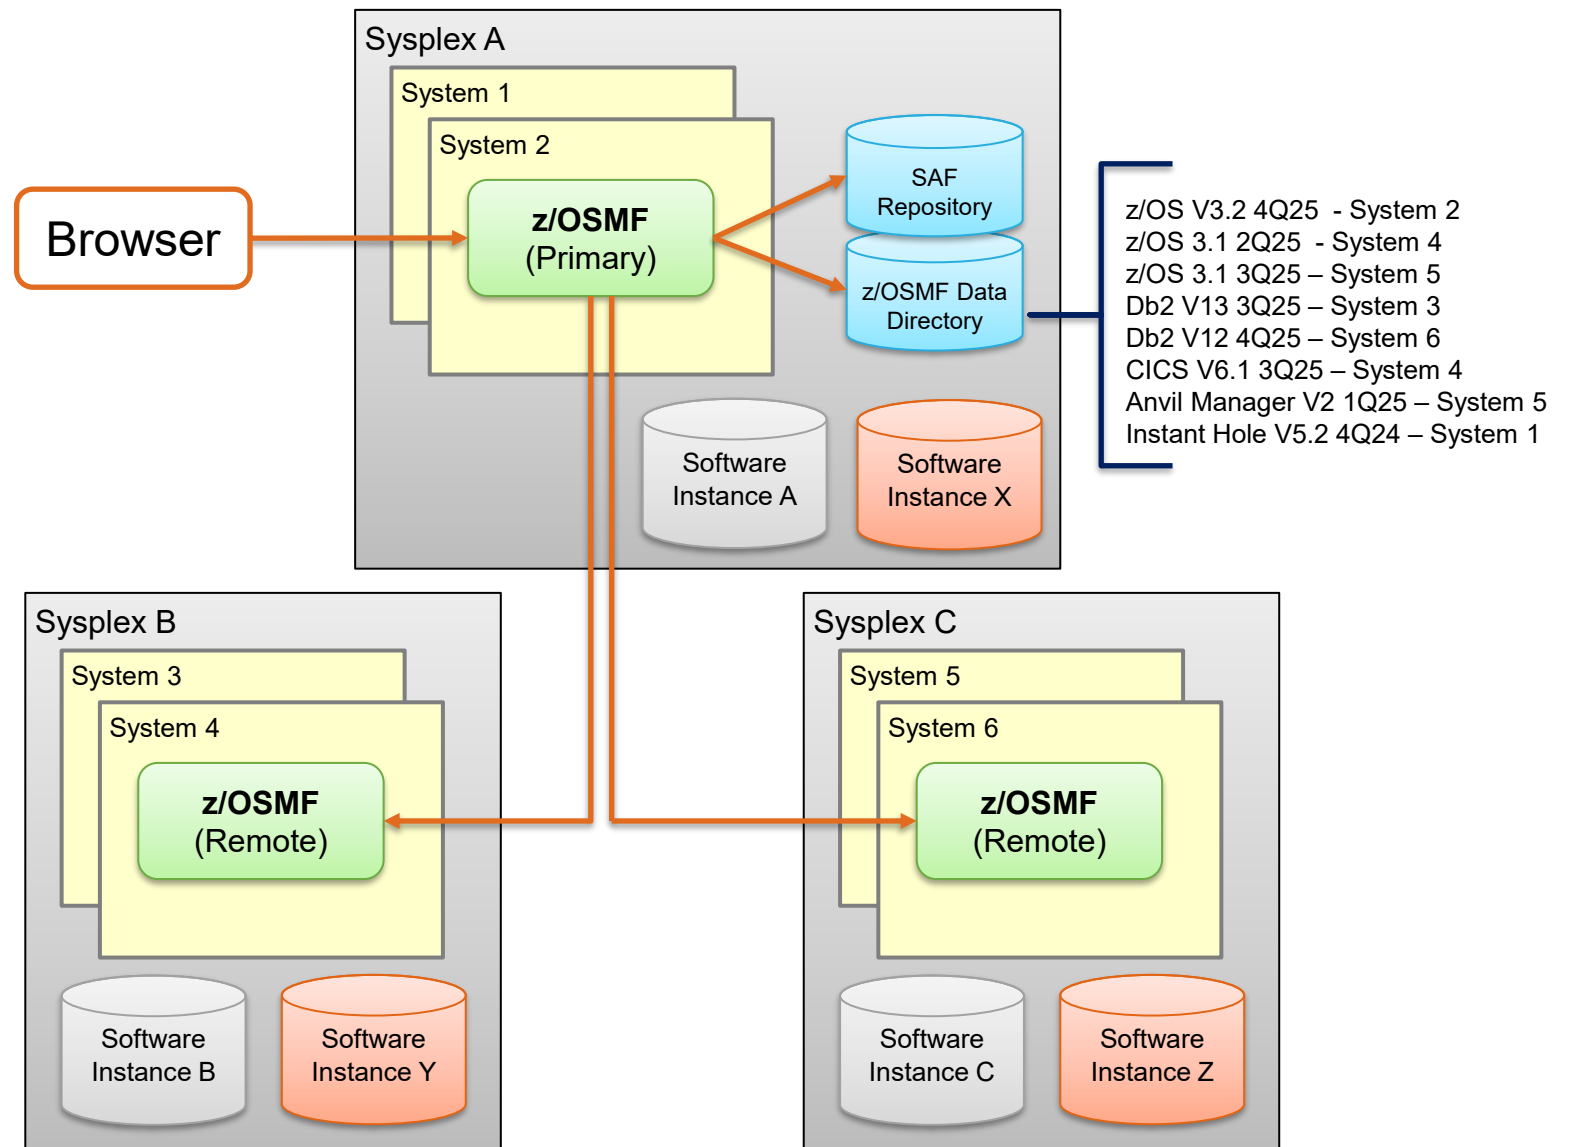 Sysplex A
System 1
System 2
z/OSMF
(Primary)
Browser
SAF
Repository
z/OSMF Data
Directory
z/OS V3.2 4Q25  - System 2
z/OS 3.1 2Q25  - System 4
z/OS 3.1 3Q25 – System 5
Db2 V13 3Q25 – System 3
Db2 V12 4Q25 – System 6
CICS V6.1 3Q25 – System 4
Anvil Manager V2 1Q25 – System 5
Instant Hole V5.2 4Q24 – System 1
Software
Instance A
Software
Instance X
Sysplex B
System 3
System 4
z/OSMF
(Remote)
Software
Instance B
Software
Instance Y
Sysplex C
System 5
System 6
z/OSMF
(Remote)
Software
Instance C
Software
Instance Z